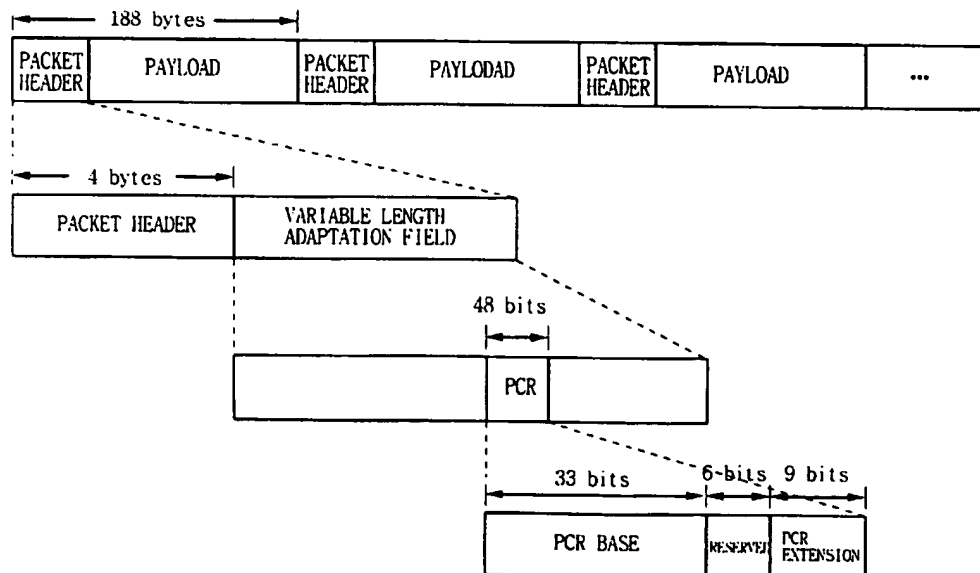 188 bytes
PACKET HEADER
PAYLOAD
PACKET HEADER
PAYLODAD
PACKET HEADER
PAYLOAD
...
4 bytes
PACKET HEADER
VARIABLE LENGTH
ADAPTATION FIELD
48 bits
PCR
33 bits
6 bits
9 bits
PCR BASE
RESERVED
PCR
EXTENSION